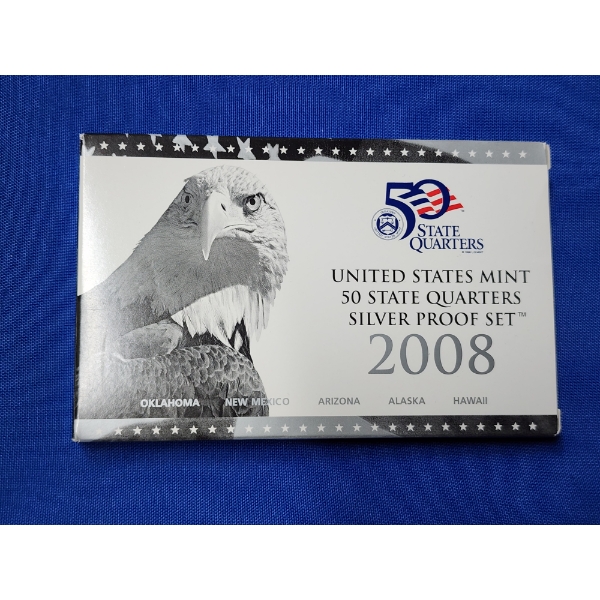 50
STATE
QUARTERS
UNITED STATES MINT
50 STATE QUARTERS
SILVER PROOF SET™
2008
OKLAHOMA NEW MEXICO ARIZONA ALASKA HAWAII